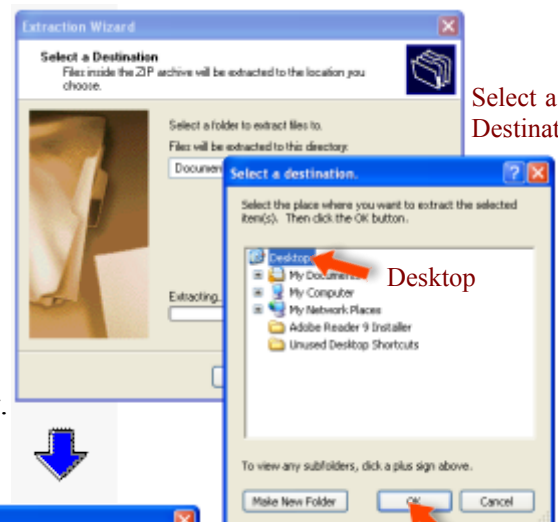 Extraction Wizard
Select a Destination
Files inside the ZIP archive will be extracted to the location you
choose.
Select a folder to extract files to.
Files will be extracted to this directory:
Extracting...
Select a
Select a destination.
Select the place where you want to extract the selected
item(s). Then click the OK button.
Desktop
My Documents
My Computer
My Network Places
Adobe Reader 9 Installer
Unused Desktop Shortcuts
Desktop
To view any subfolders, click a plus sign above.
Make New Folder
OK
Cancel